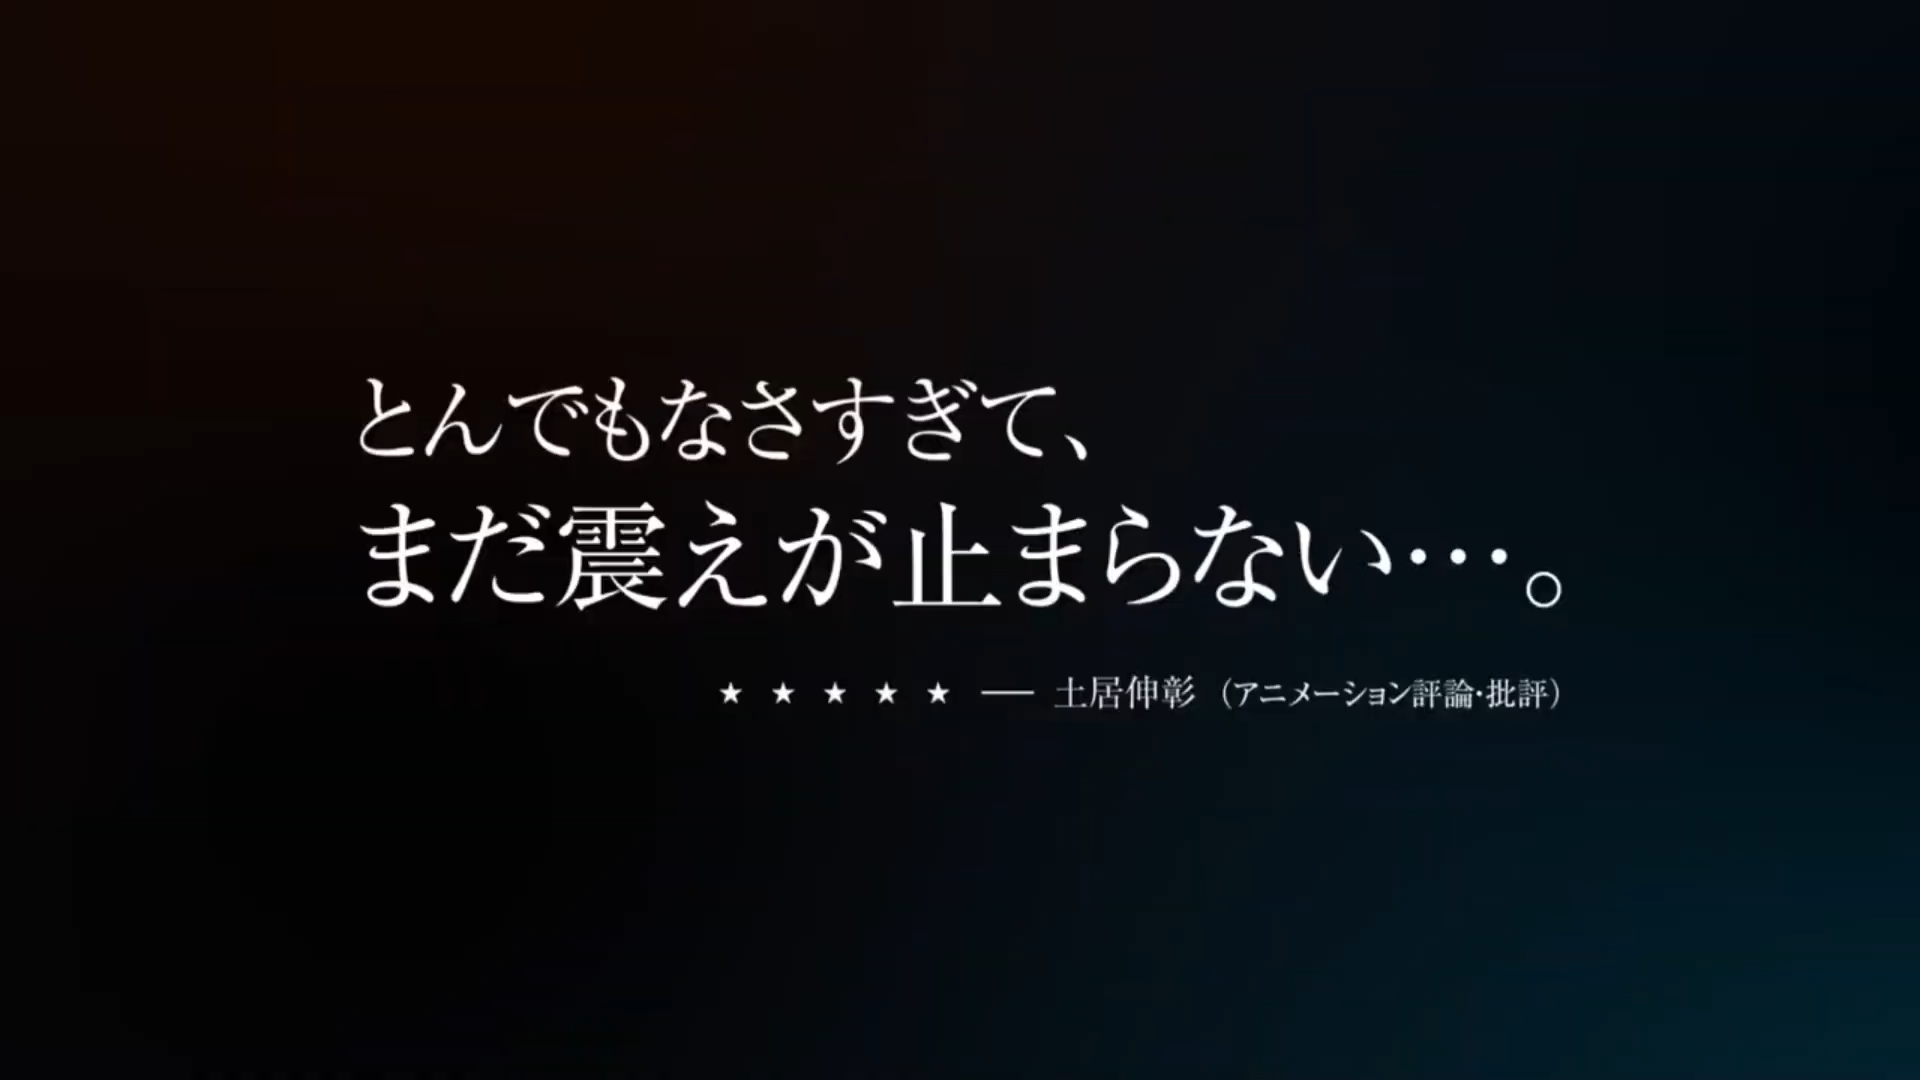 とんでもなさすぎて、
まだ震えが止まらない…。
★ ★ ★ ★ ★ ― 土居伸彰（アニメーション評論・批評）